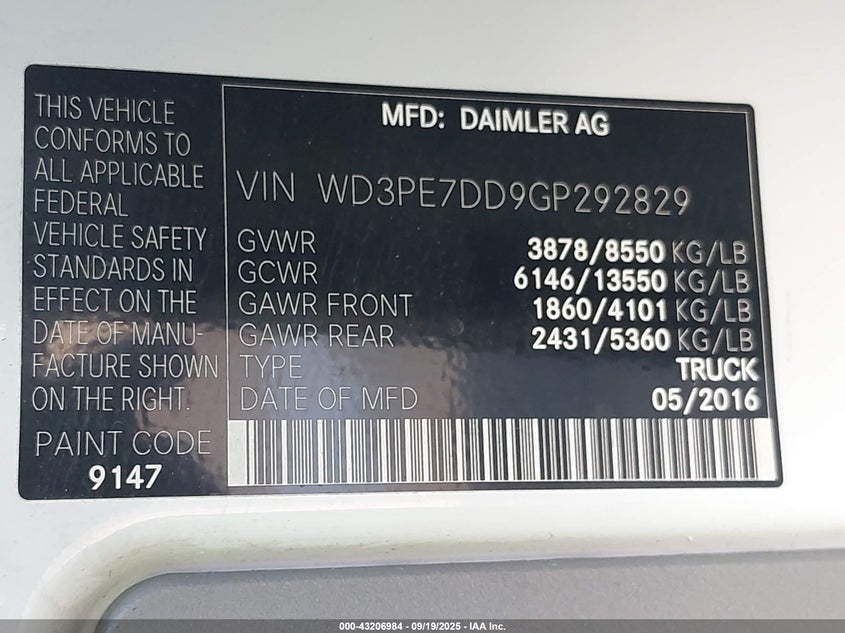 THIS VEHICLE
CONFORMS TO
ALL APPLICABLE
FEDERAL
VEHICLE SAFETY
STANDARDS IN
EFFECT ON THE
DATE OF MANU-
FACTURE SHOWN
ON THE RIGHT.
PAINT CODE
9147
MFD: DAIMLER AG
VIN WD3PE7DD9GP292829
GVWR 3878/8550 KG/LB
GCWR 6146/13550 KG/LB
GAWR FRONT 1860/4101 KG/LB
GAWR REAR 2431/5360 KG/LB
TYPE TRUCK
DATE OF MFD 05/2016
000-43206984 - 09/19/2025 - IAA Inc.